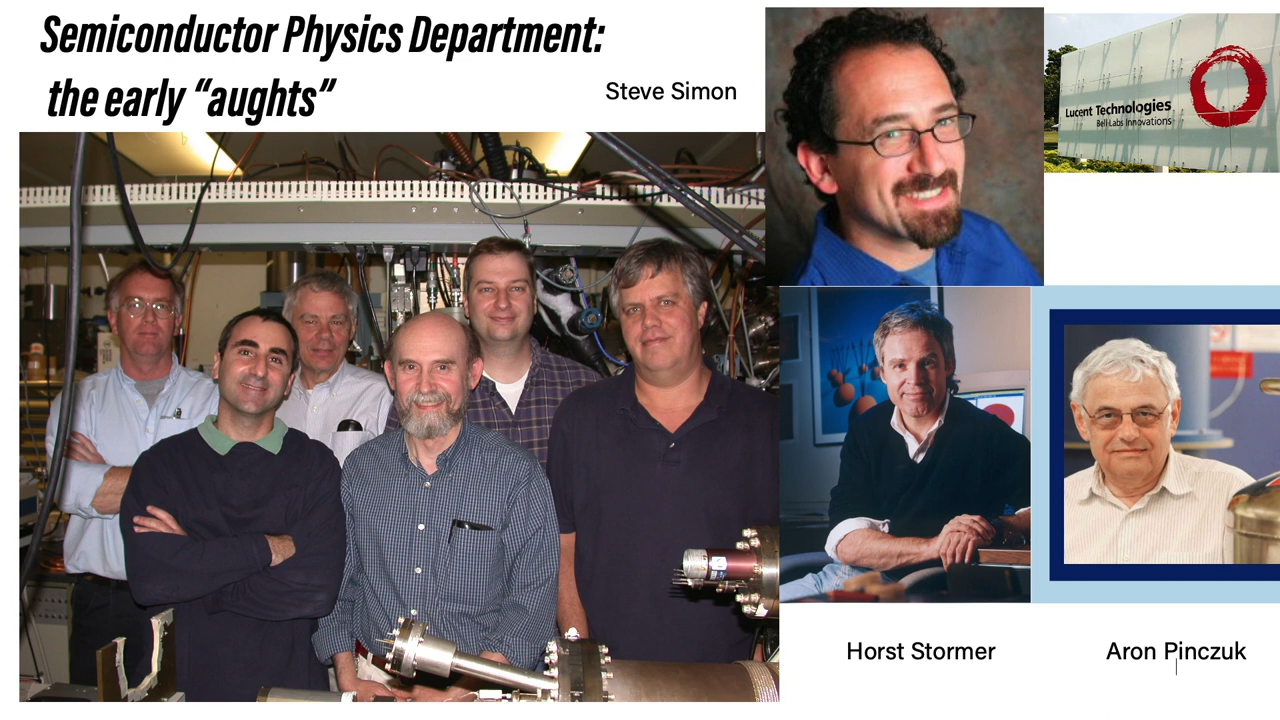 Semiconductor Physics Department:
the early “aughts”
Steve Simon
Lucent Technologies
Bell Labs Innovations
Horst Stormer
Aron Pinczuk